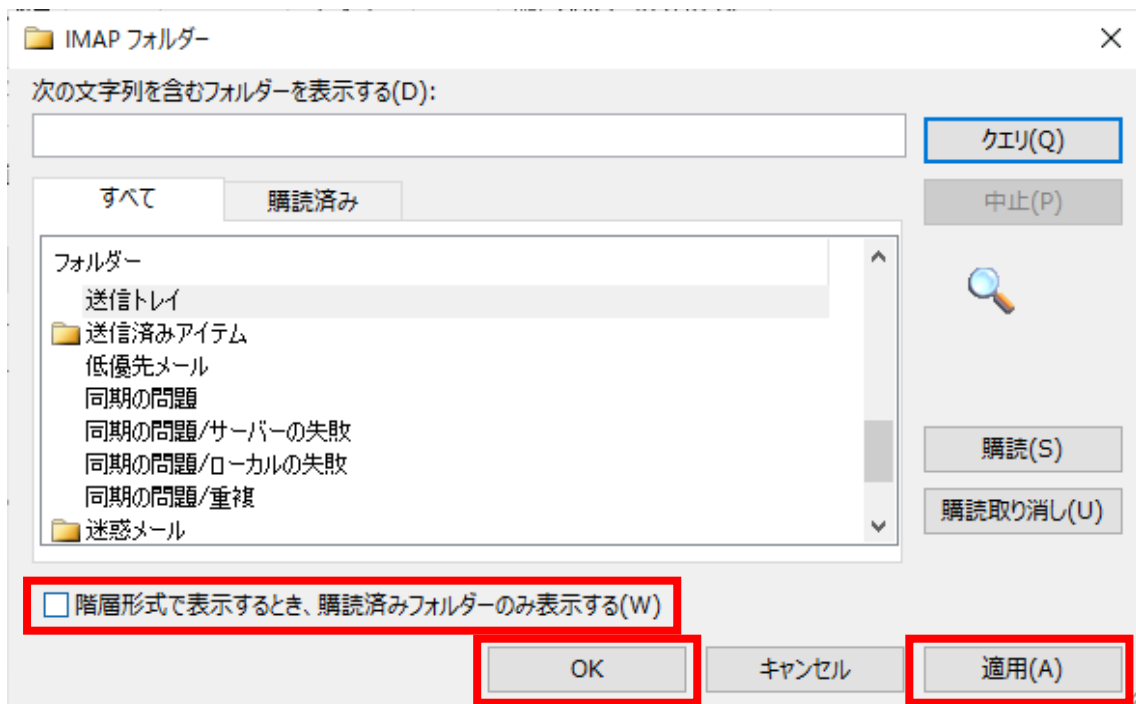 IMAP フォルダー
次の文字列を含むフォルダーを表示する(D):
クエリ(Q)
すべて
購読済み
中止(P)
フォルダー
送信トレイ
送信済みアイテム
低優先メール
同期の問題
同期の問題/サーバーの失敗
同期の問題/ローカルの失敗
同期の問題/重複
迷惑メール
購読(S)
購読取り消し(U)
階層形式で表示するとき、購読済みフォルダーのみ表示する(W)
OK
キャンセル
適用(A)